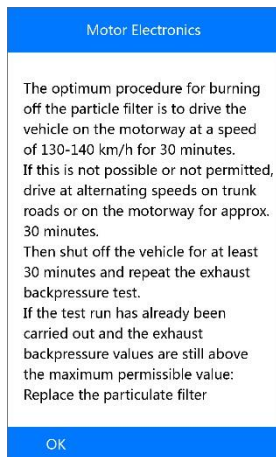 Motor Electronics
The optimum procedure for burning
off the particle filter is to drive the
vehicle on the motorway at a speed
of 130-140 km/h for 30 minutes.
If this is not possible or not permitted,
drive at alternating speeds on trunk
roads or on the motorway for approx.
30 minutes.
Then shut off the vehicle for at least
30 minutes and repeat the exhaust
backpressure test.
If the test run has already been
carried out and the exhaust
backpressure values are still above
the maximum permissible value:
Replace the particulate filter
OK